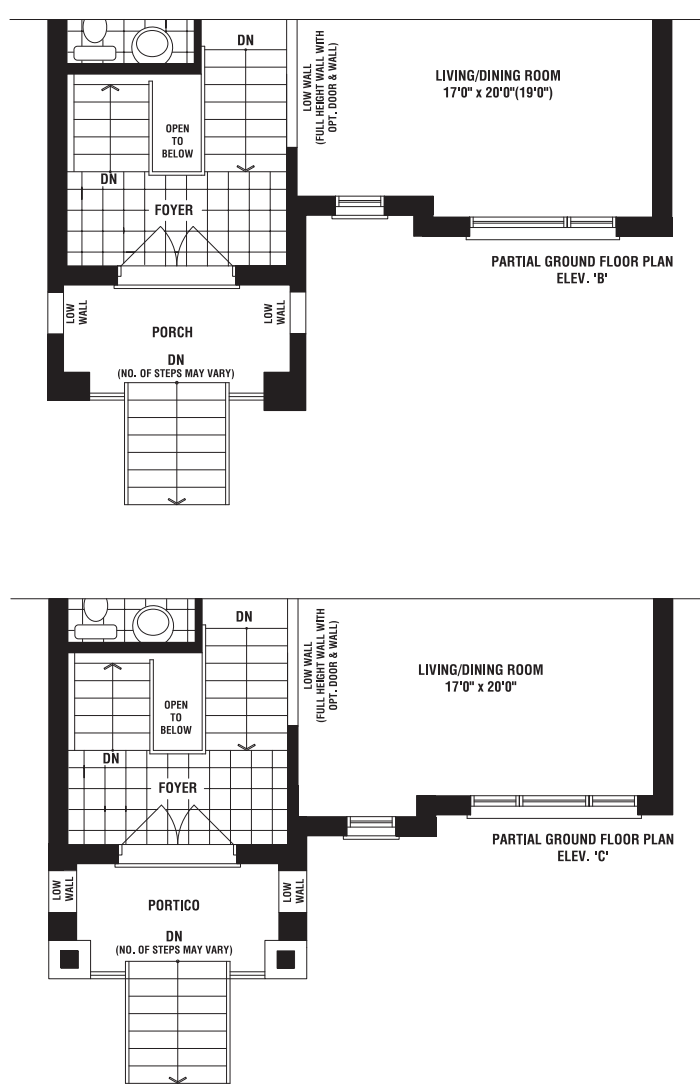 DN
LOW WALL
(FULL HEIGHT WALL WITH
OPT. DOOR & WALL)
LIVING/DINING ROOM
17'0" x 20'0"(19'0")
OPEN
TO
BELOW
DN
FOYER
PARTIAL GROUND FLOOR PLAN
ELEV. 'B'
LOW
WALL
LOW
WALL
PORCH
DN
(NO. OF STEPS MAY VARY)
DN
LOW WALL
(FULL HEIGHT WALL WITH
OPT. DOOR & WALL)
LIVING/DINING ROOM
17'0" x 20'0"
OPEN
TO
BELOW
DN
FOYER
PARTIAL GROUND FLOOR PLAN
ELEV. 'C'
LOW
WALL
LOW
WALL
PORTICO
DN
(NO. OF STEPS MAY VARY)